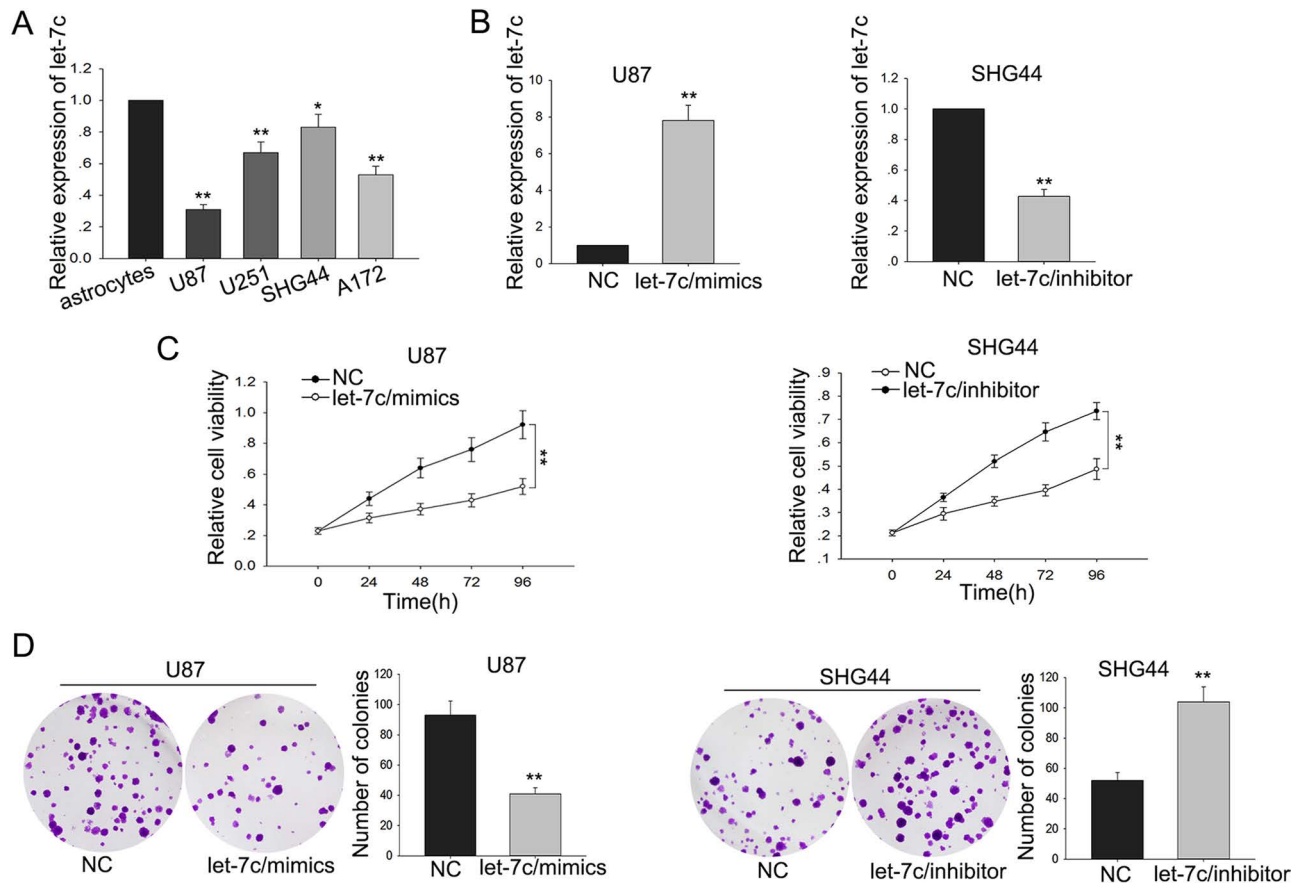 A
Relative expression of let-7c
1.2
1.0
.8
.6
.4
.2
0.0
**
**
*
**
astrocytes
U87
U251
SHG44
A172
B
Relative expression of let-7c
U87
10
8
6
4
2
0
**
NC
let-7c/mimics
Relative expression of let-7c
SHG44
1.2
1.0
.8
.6
.4
.2
.0
**
NC
let-7c/inhibitor
C
U87
NC
let-7c/mimics
Relative cell viability
1.2
1.0
.8
.6
.4
.2
0.0
**
0 24 48 72 96
Time(h)
SHG44
NC
let-7c/inhibitor
Relative cell viability
.9
.8
.7
.6
.5
.4
.3
.2
.1
**
0 24 48 72 96
Time(h)
D
U87
NC
let-7c/mimics
U87
Number of colonies
120
100
80
60
40
20
0
**
NC
let-7c/mimics
SHG44
NC
let-7c/inhibitor
SHG44
Number of colonies
120
100
80
60
40
20
0
**
NC
let-7c/inhibitor